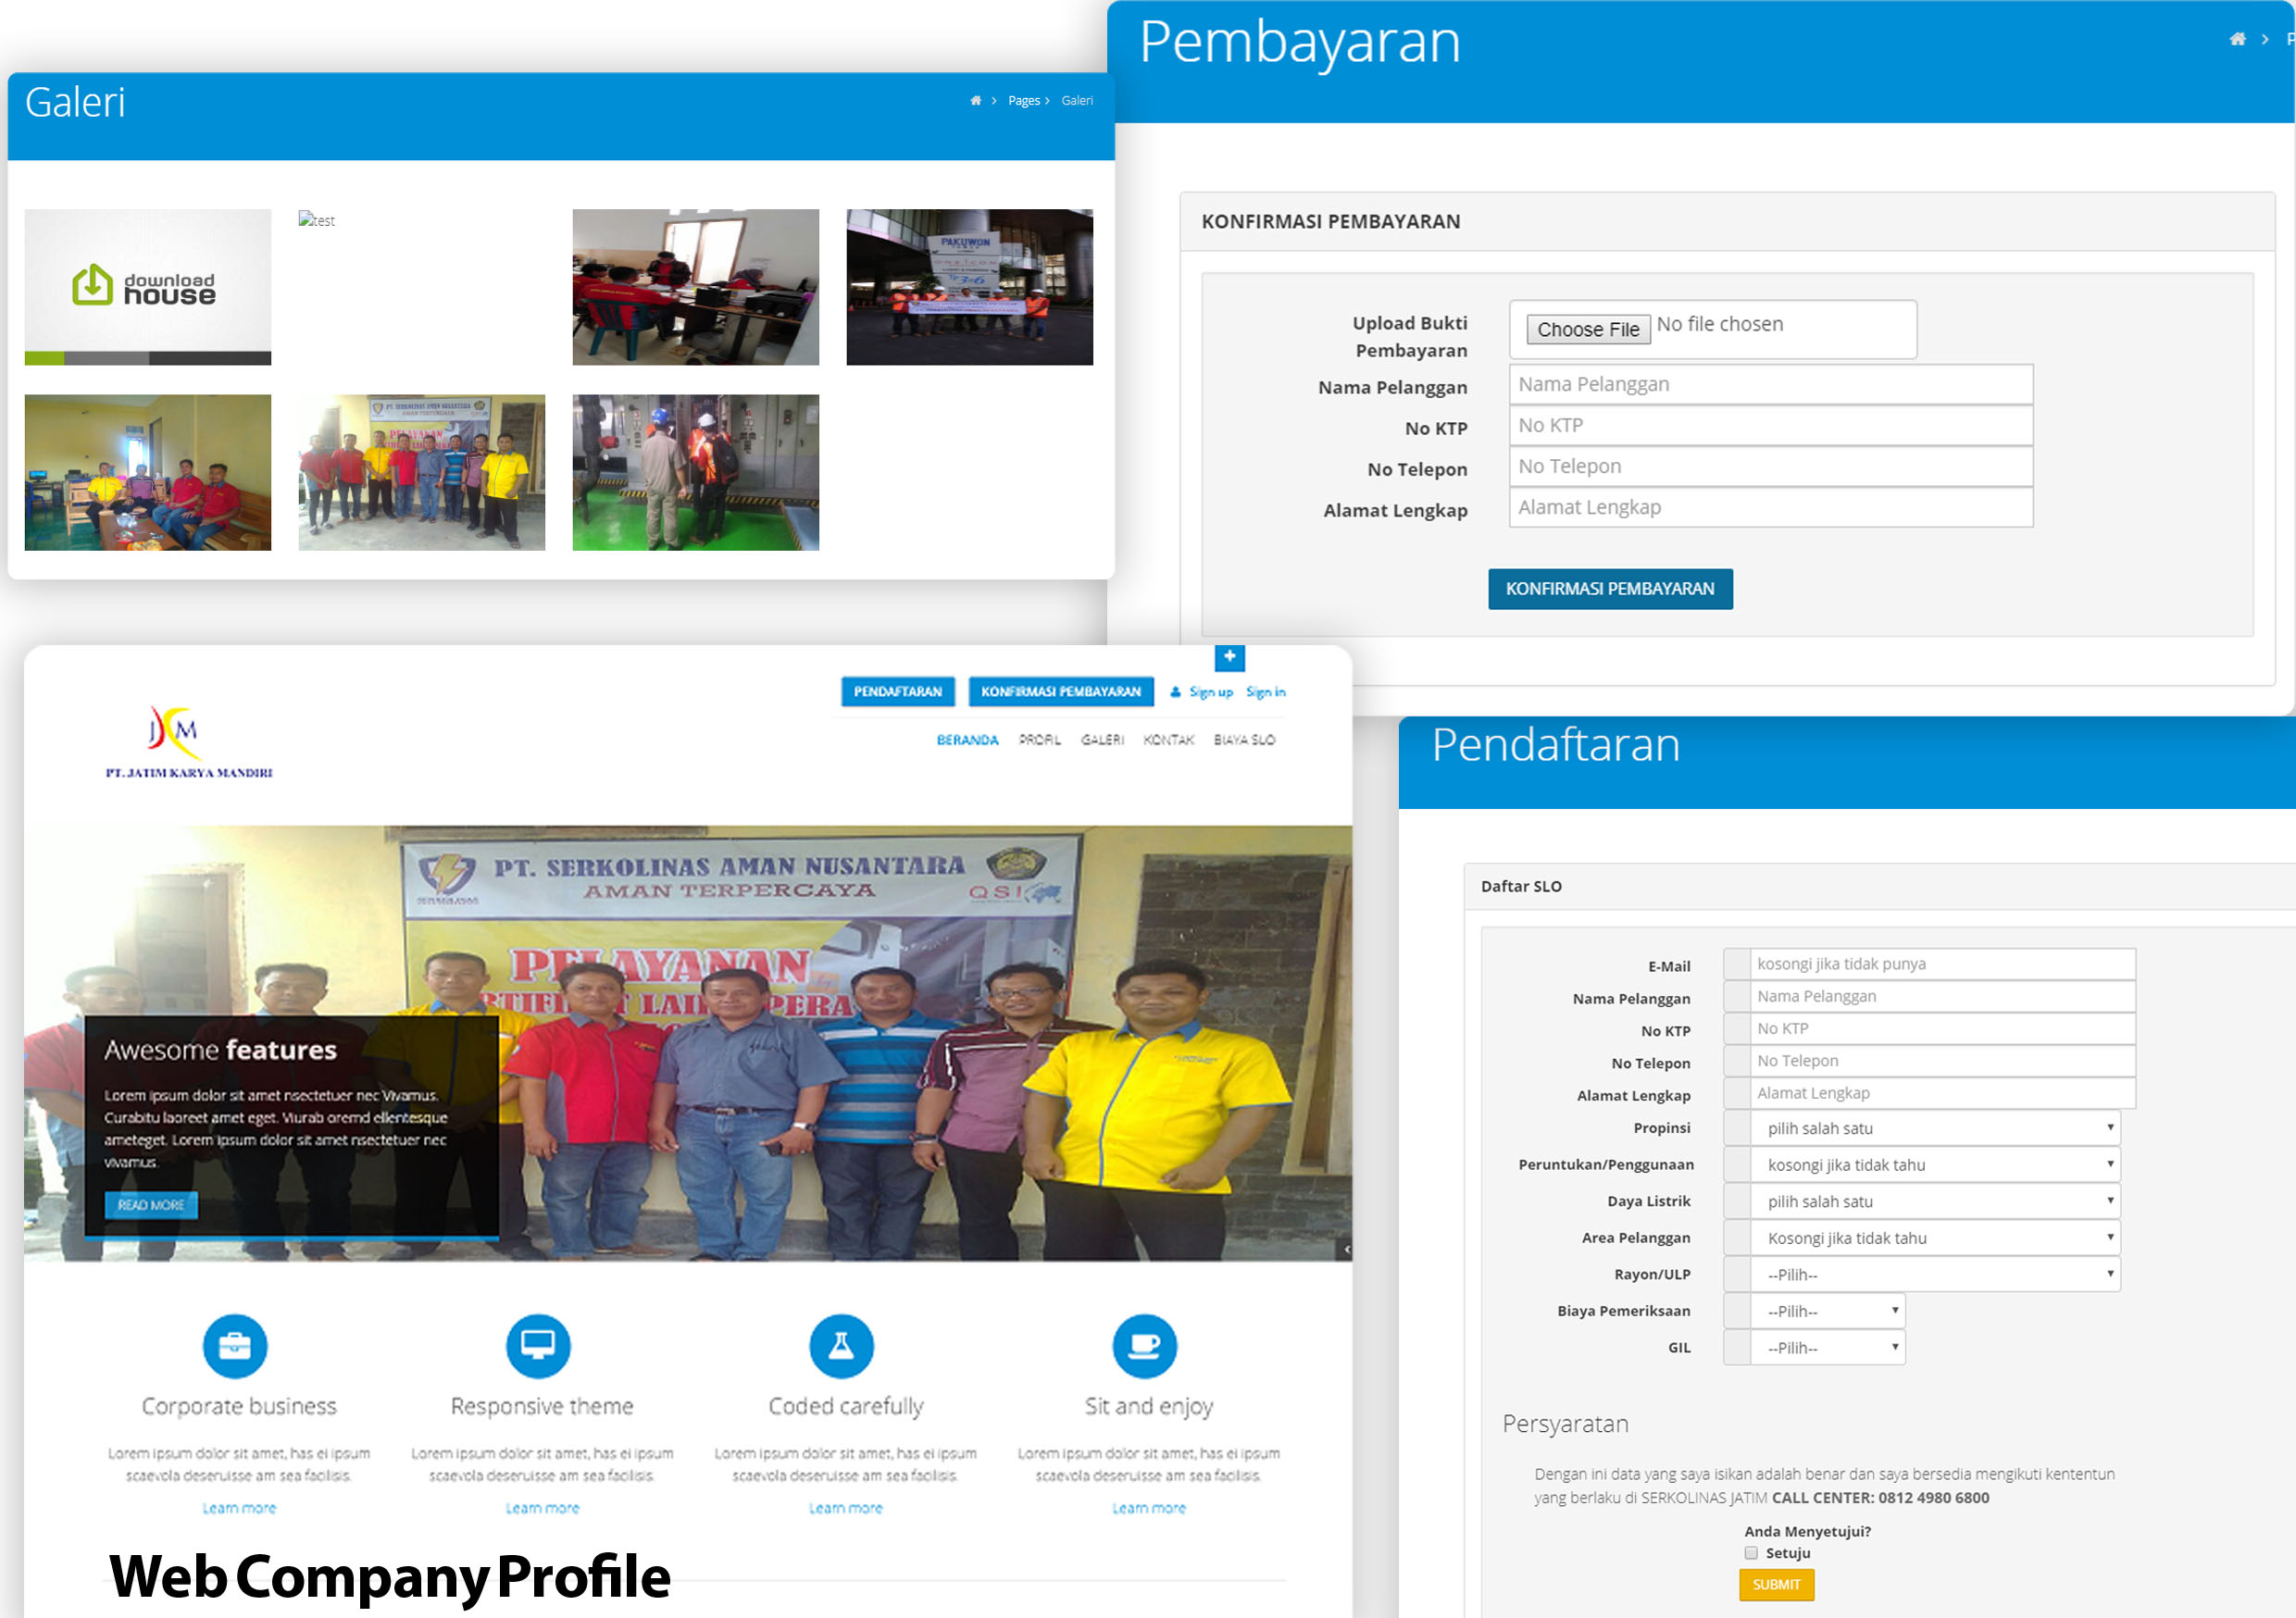 Galeri
Pages
Galeri
download
house
test
PAKUWON
PT. SERKOLINAS AMAN NUSANTARA
AMAN TERPERCAYA
PELAYANAN
Pembayaran
P
KONFIRMASI PEMBAYARAN
Upload Bukti
Pembayaran
Choose File No file chosen
Nama Pelanggan Nama Pelanggan
No KTP No KTP
No Telepon No Telepon
Alamat Lengkap Alamat Lengkap
KONFIRMASI PEMBAYARAN
PENDAFTARAN KONFIRMASI PEMBAYARAN Sign up Sign in
BERANDA PROFIL GALERI KONTAK BIAYA SLO
JKM
PT. JATIM KARYA MANDIRI
PT. SERKOLINAS AMAN NUSANTARA
AMAN TERPERCAYA
QSI
PELAYANAN
Awesome features
Lorem ipsum dolor sit amet nsectetuer nec Vivamus.
Curabitu laoreet amet eget. Viurab oremd ellentesque
ameteget. Lorem ipsum dolor sit amet nsectetuer nec
vivamus.
READ MORE
Corporate business
Lorem ipsum dolor sit amet, has ei ipsum
scaevola deseruisse am sea facilisis.
Learn more
Responsive theme
Lorem ipsum dolor sit amet, has ei ipsum
scaevola deseruisse am sea facilisis.
Learn more
Coded carefully
Lorem ipsum dolor sit amet, has ei ipsum
scaevola deseruisse am sea facilisis.
Learn more
Sit and enjoy
Lorem ipsum dolor sit amet, has ei ipsum
scaevola deseruisse am sea facilisis.
Learn more
Web Company Profile
Pendaftaran
Daftar SLO
E-Mail kosongi jika tidak punya
Nama Pelanggan Nama Pelanggan
No KTP No KTP
No Telepon No Telepon
Alamat Lengkap Alamat Lengkap
Propinsi pilih salah satu
Peruntukan/Penggunaan kosongi jika tidak tahu
Daya Listrik pilih salah satu
Area Pelanggan Kosongi jika tidak tahu
Rayon/ULP --Pilih--
Biaya Pemeriksaan --Pilih--
GIL --Pilih--
Persyaratan
Dengan ini data yang saya isikan adalah benar dan saya bersedia mengikuti kententun
yang berlaku di SERKOLINAS JATIM CALL CENTER: 0812 4980 6800
Anda Menyetujui?
Setuju
SUBMIT